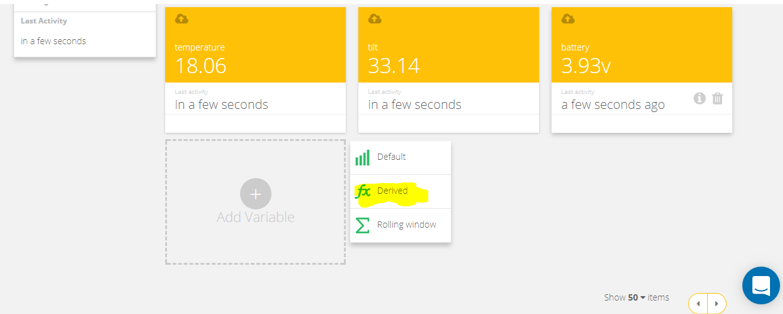 Last Activity
in a few seconds
temperature
18.06
Last activity
in a few seconds
tilt
33.14
Last activity
in a few seconds
battery
3.93v
Last activity
a few seconds ago
+
Add Variable
Default
fx Derived
Σ Rolling window
Show 50 items